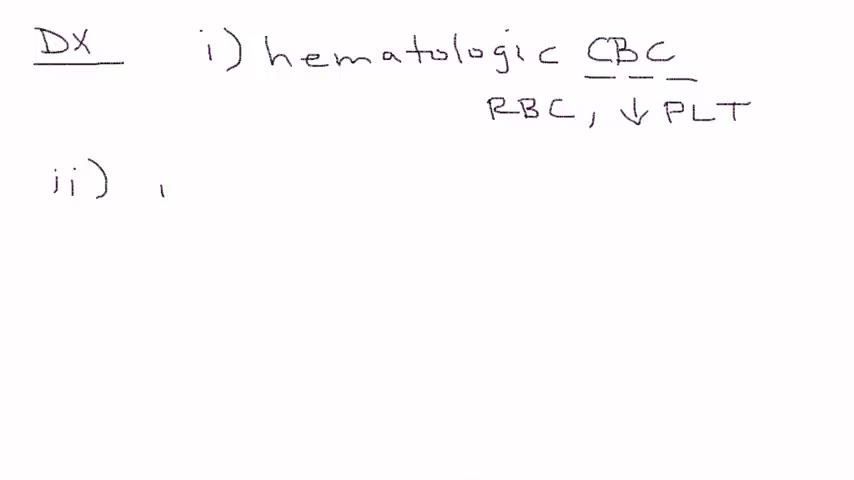 DX i) hematologic CBC
RBC, ↓ PLT
ii) ı